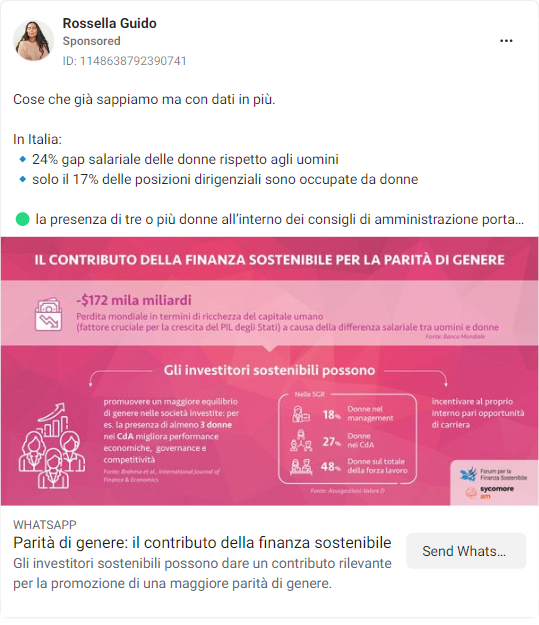 Rossella Guido
Sponsored
ID: 1148638792390741
Cose che già sappiamo ma con dati in più.
In Italia:
🔹 24% gap salariale delle donne rispetto agli uomini
🔹 solo il 17% delle posizioni dirigenziali sono occupate da donne
🟢 la presenza di tre o più donne all'interno dei consigli di amministrazione porta...
IL CONTRIBUTO DELLA FINANZA SOSTENIBILE PER LA PARITÀ DI GENERE
-$172 mila miliardi
Perdita mondiale in termini di ricchezza del capitale umano
(fattore cruciale per la crescita del PIL degli Stati) a causa della differenza salariale tra uomini e donne
Fonte: Banca Mondiale
Gli investitori sostenibili possono
promuovere un maggiore equilibrio
di genere nelle società investite: per
es. la presenza di almeno 3 donne
nei CdA migliora performance
economiche, governance e
competitività
Fonte: Brahma et al., International Journal of
Finance & Economics
Nelle SGR
18% Donne nel
management
27% Donne
nei CdA
48% Donne sul totale
della forza lavoro
Fonte: Assogestioni-Valore D
incentivare al proprio
interno pari opportunità
di carriera
Forum per la
Finanza Sostenibile
sycomore
am
WHATSAPP
Parità di genere: il contributo della finanza sostenibile
Gli investitori sostenibili possono dare un contributo rilevante
per la promozione di una maggiore parità di genere.
Send Whats...